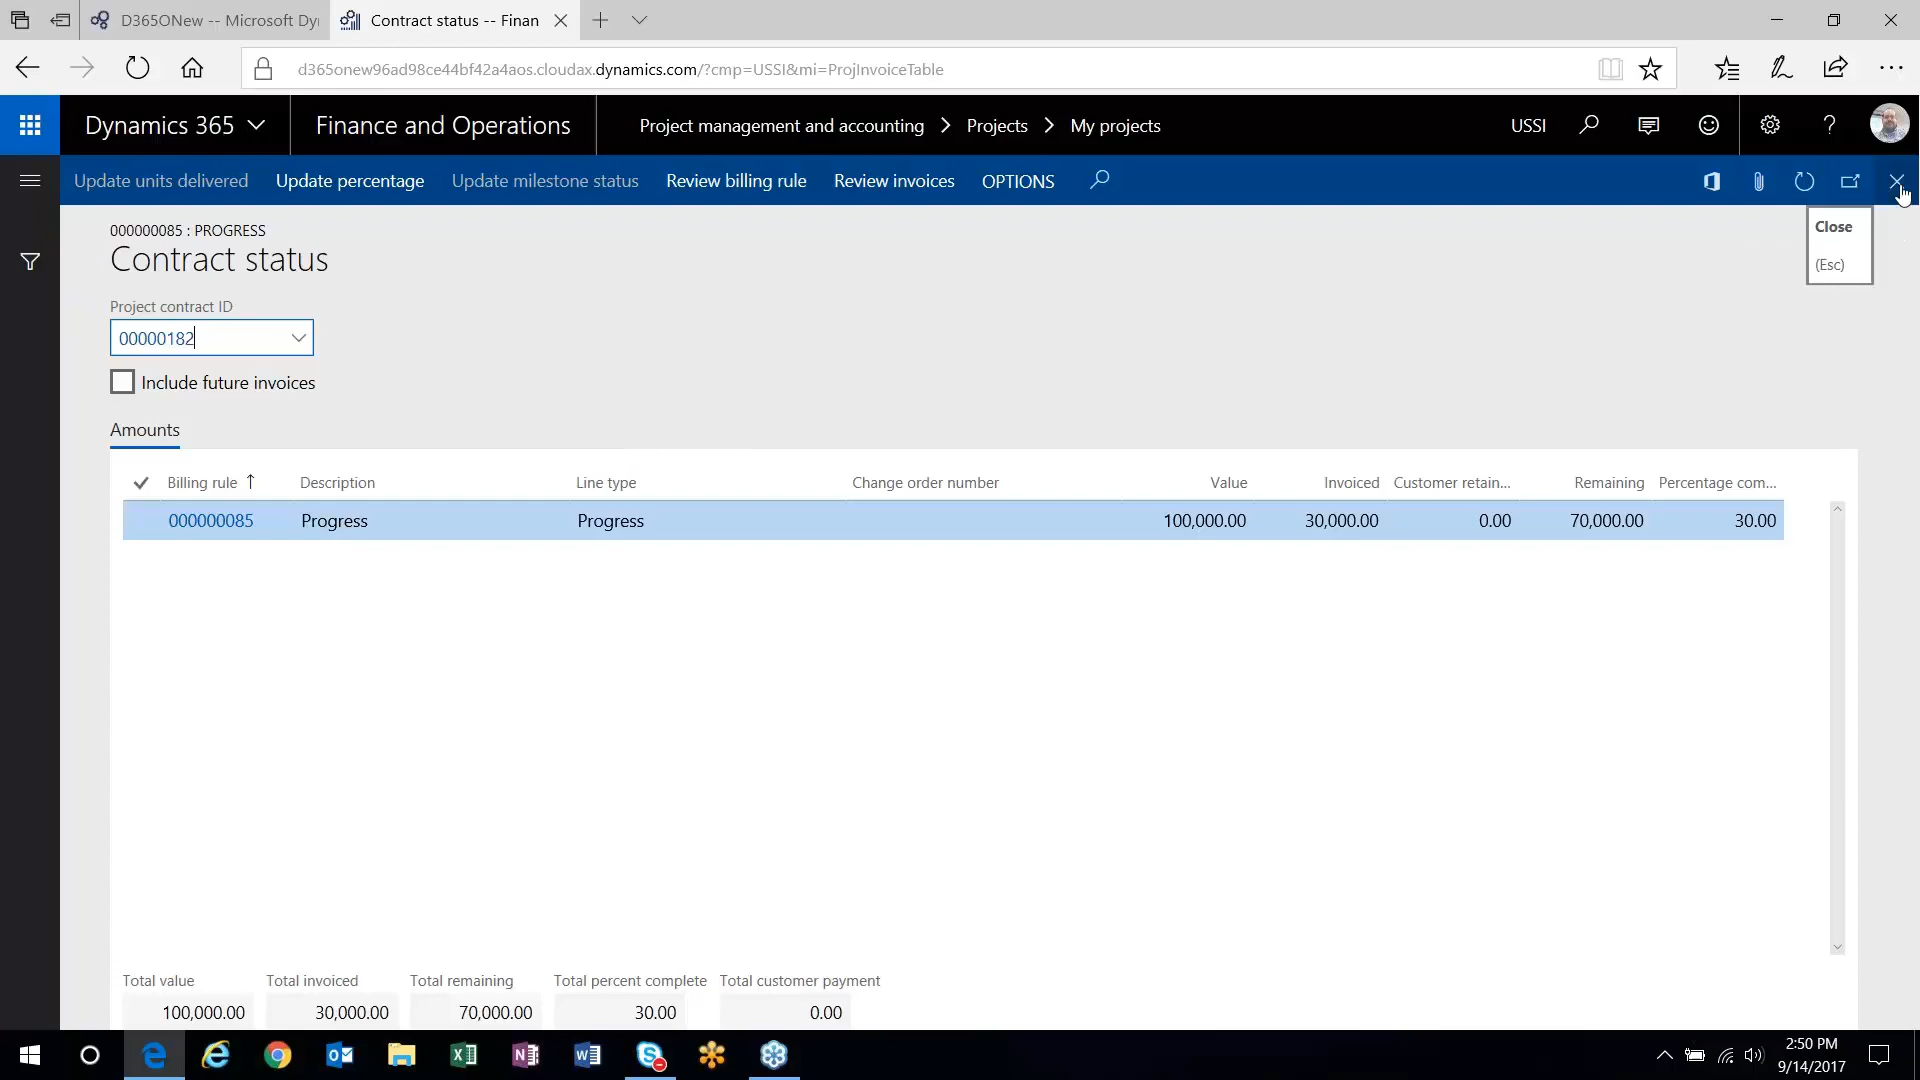 D365ONew -- Microsoft Dy
Contract status -- Finan
d365onew96ad98ce44bf42a4aos.cloudax.dynamics.com/?cmp=USSI&mi=ProjInvoiceTable
Dynamics 365
Finance and Operations
Project management and accounting > Projects > My projects
USSI
Update units delivered
Update percentage
Update milestone status
Review billing rule
Review invoices
OPTIONS
Close
(Esc)
000000085 : PROGRESS
Contract status
Project contract ID
00000182
Include future invoices
Amounts
Billing rule Description Line type Change order number Value Invoiced Customer retain... Remaining Percentage com...
000000085 Progress Progress 100,000.00 30,000.00 0.00 70,000.00 30.00
Total value Total invoiced Total remaining Total percent complete Total customer payment
100,000.00 30,000.00 70,000.00 30.00 0.00
2:50 PM
9/14/2017